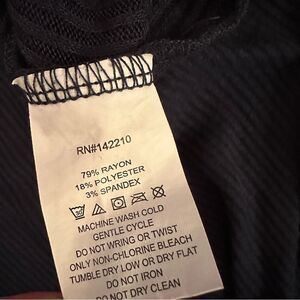 RN#142210
79% RAYON
18% POLYESTER
3% SPANDEX
MACHINE WASH COLD
GENTLE CYCLE
DO NOT WRING OR TWIST
ONLY NON-CHLORINE BLEACH
TUMBLE DRY LOW OR DRY FLAT
DO NOT IRON
DO NOT DRY CLEAN